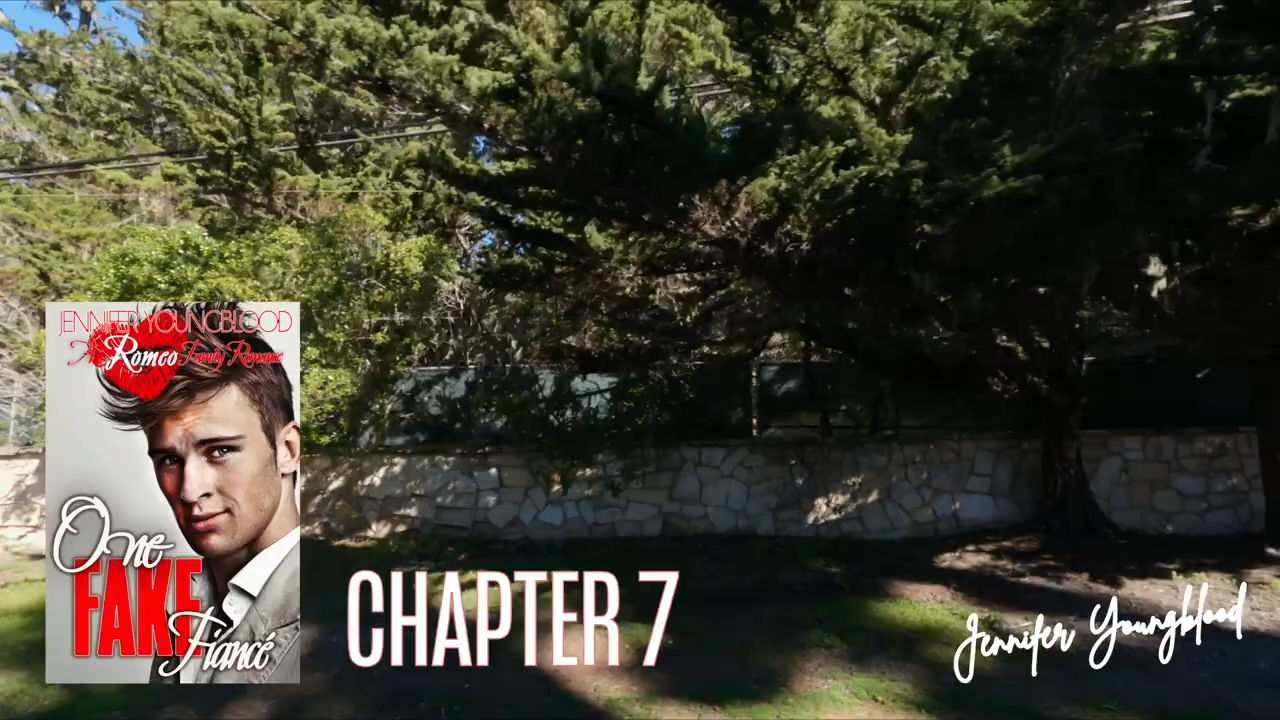 JENNIFER YOUNGBLOOD
A Romeo Family Romance
One
FAKE
Fiancé
CHAPTER 7
Jennifer Youngblood